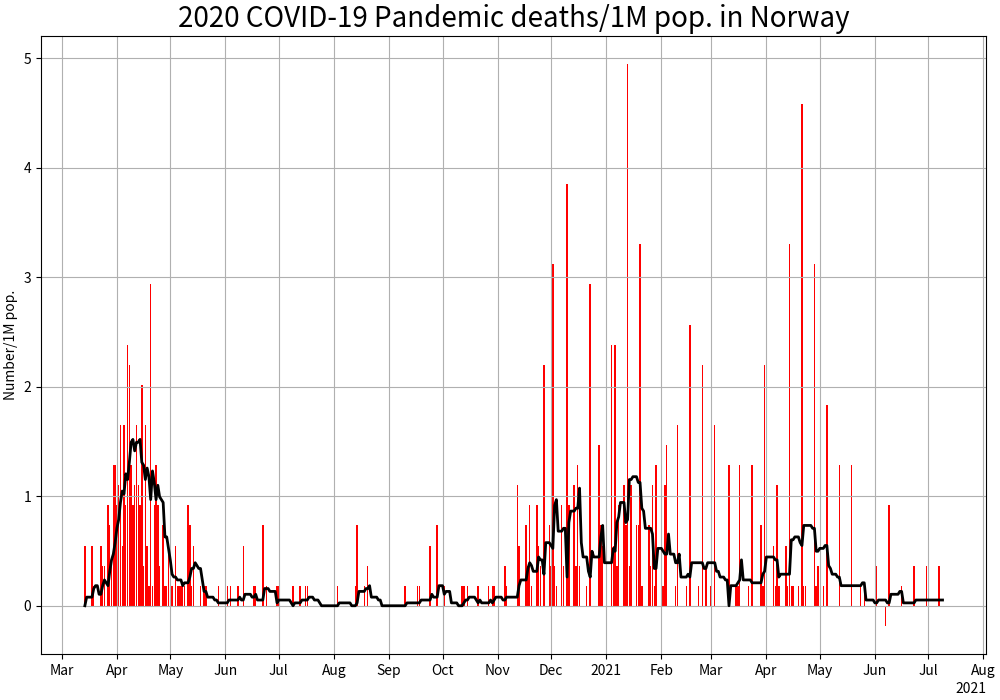 2020 COVID-19 Pandemic deaths/1M pop. in Norway
Number/1M pop.
5
4
3
2
1
0
Mar Apr May Jun Jul Aug Sep Oct Nov Dec 2021 Feb Mar Apr May Jun Jul Aug
2021